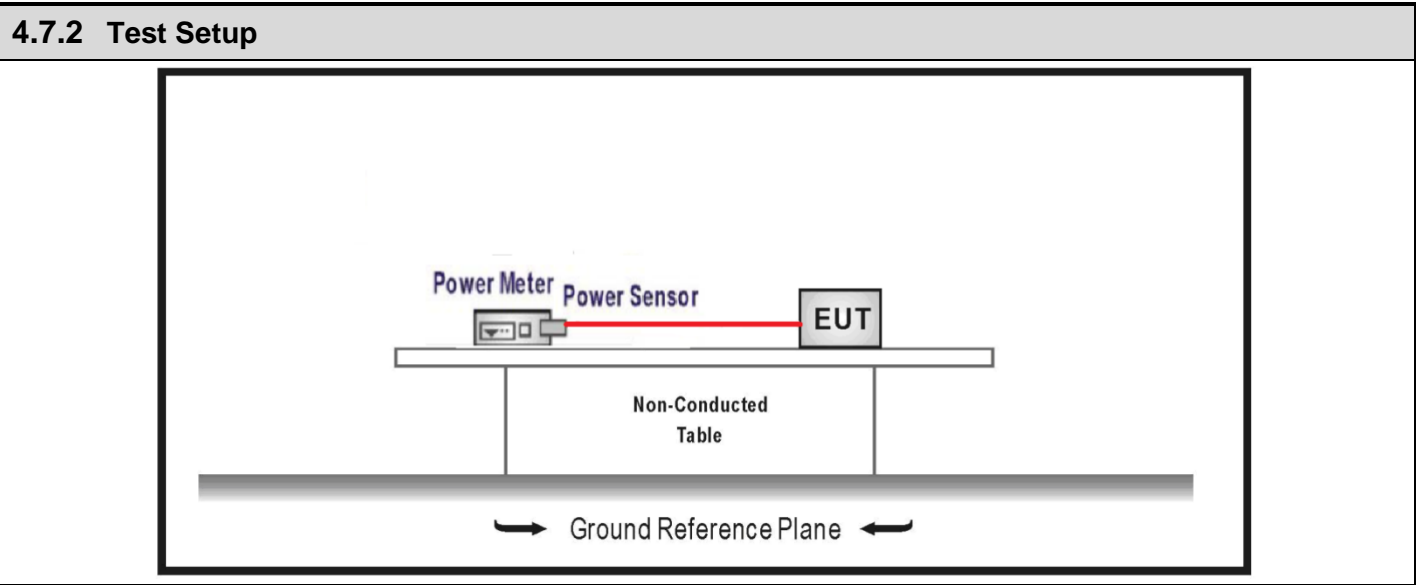 4.7.2 Test Setup
Power Meter
Power Sensor
EUT
Non-Conducted
Table
Ground Reference Plane